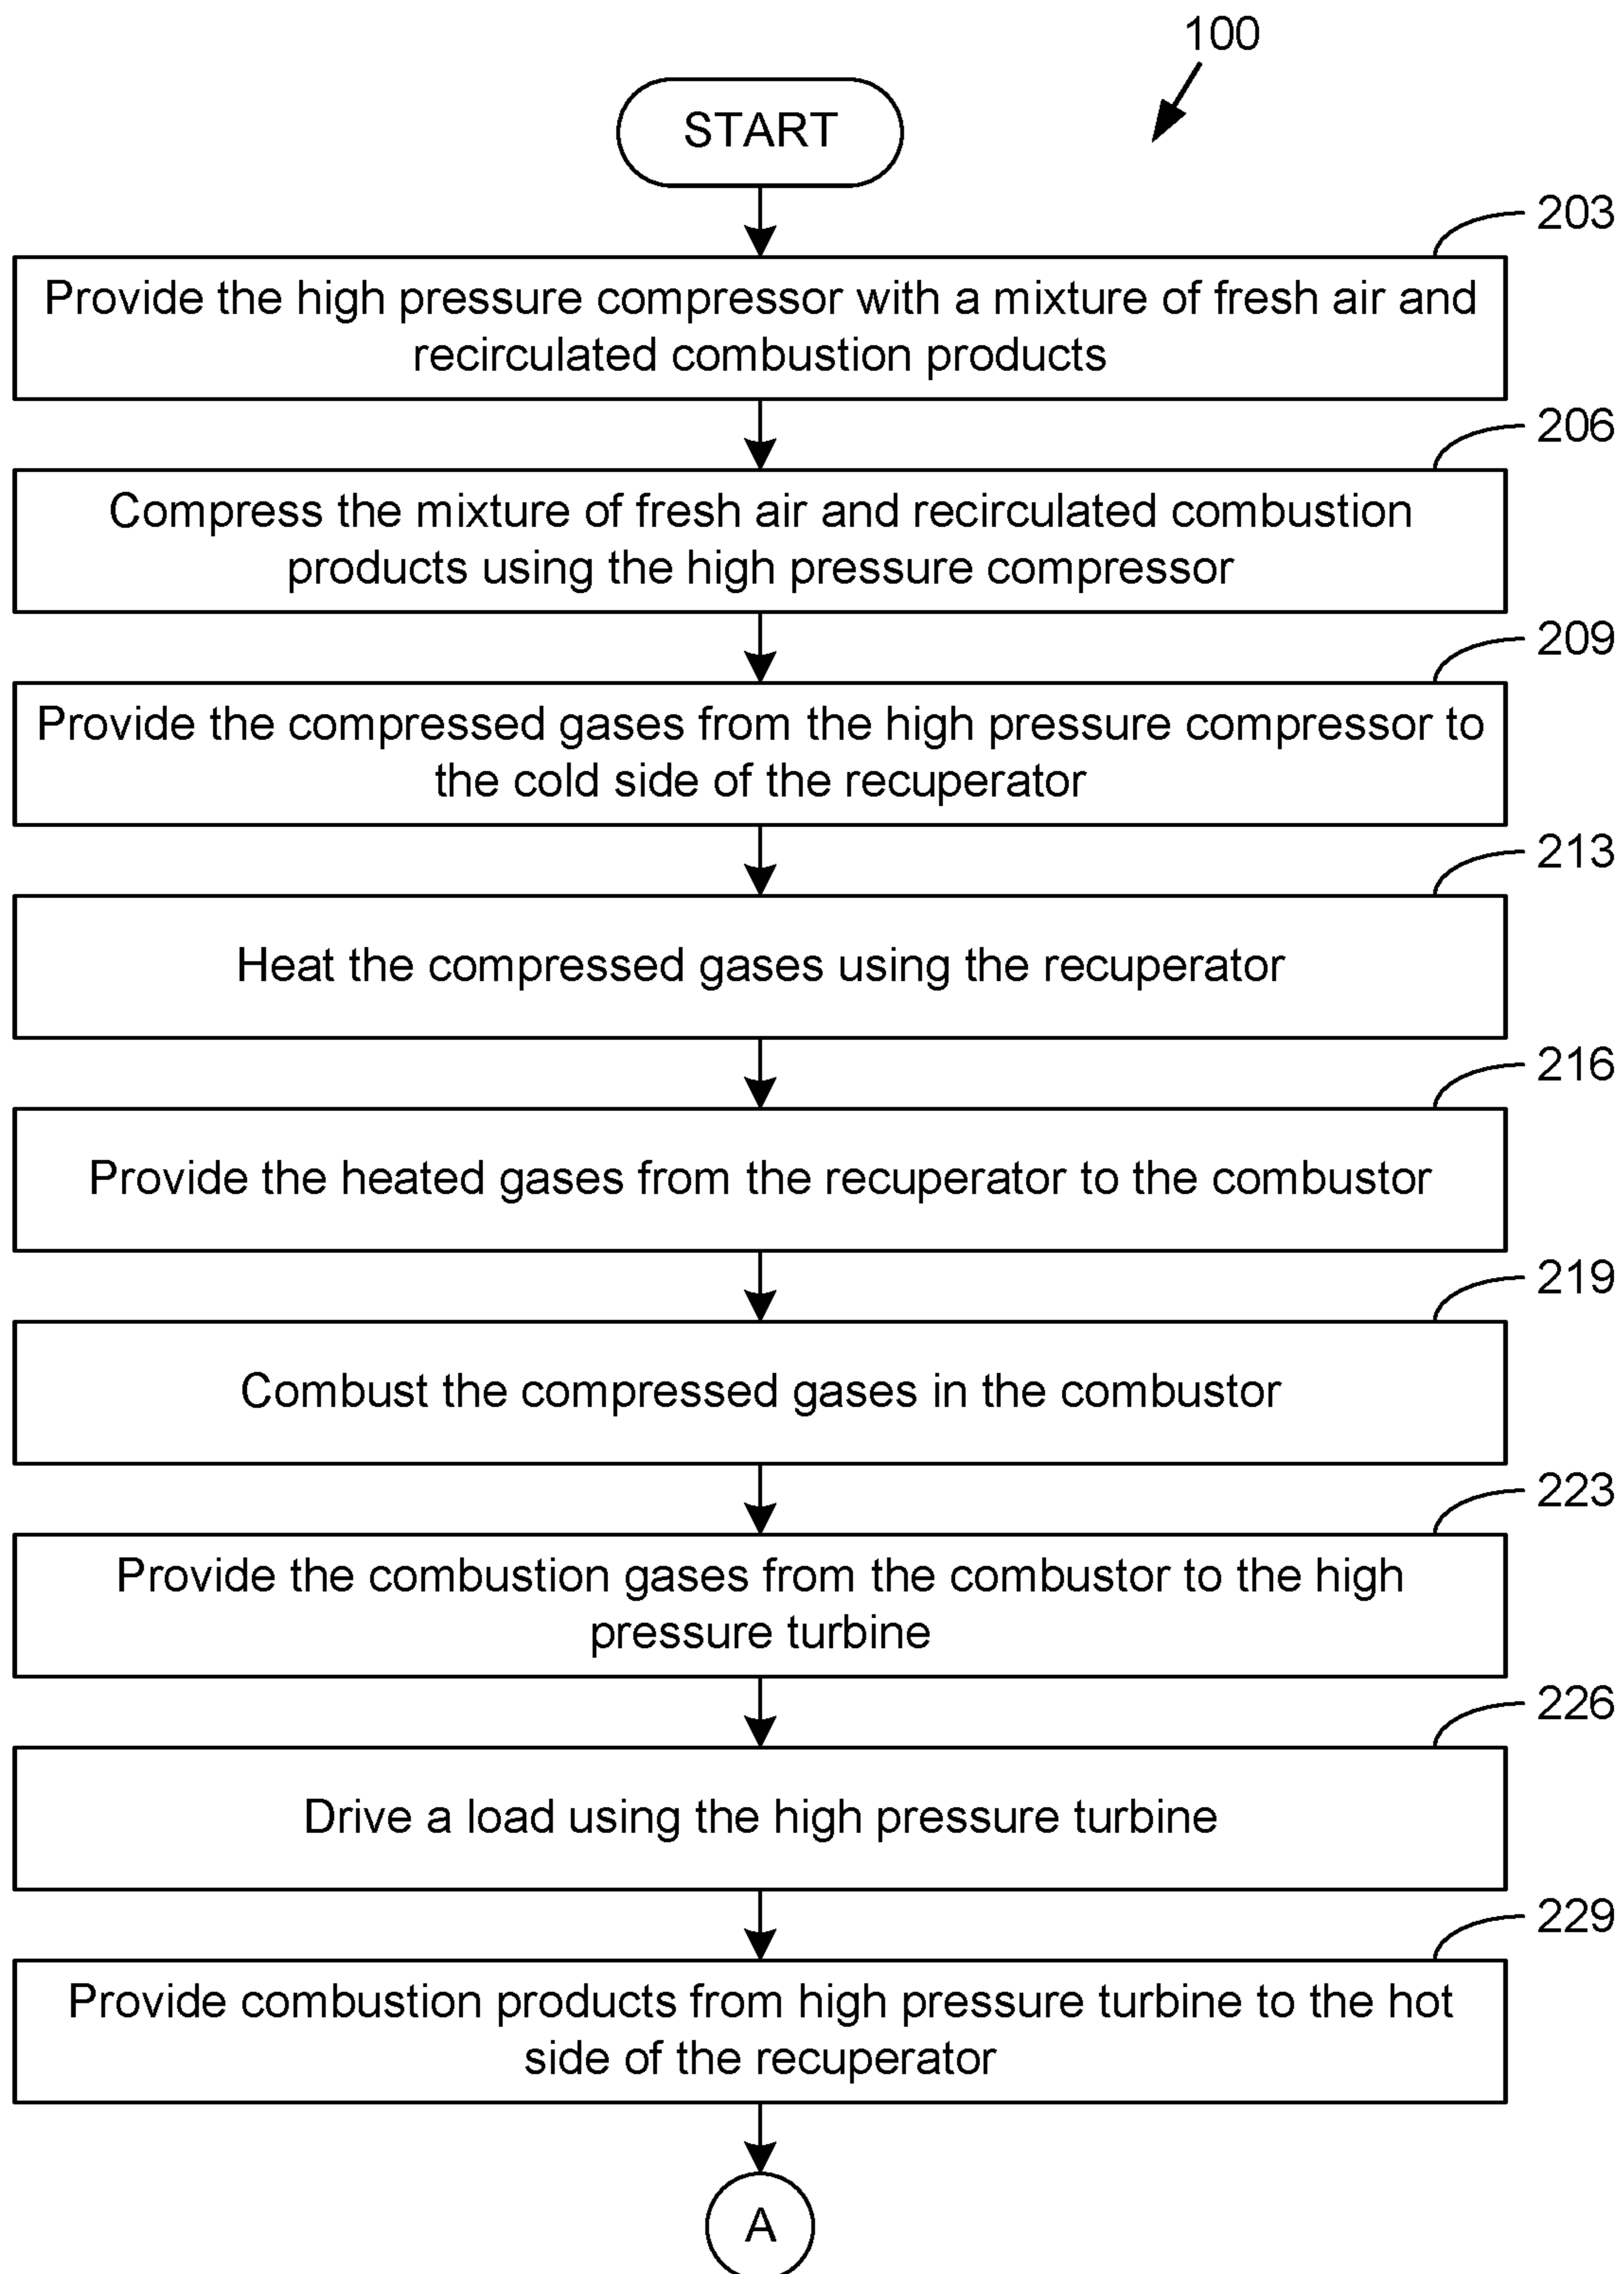 100
START
203
Provide the high pressure compressor with a mixture of fresh air and
recirculated combustion products
206
Compress the mixture of fresh air and recirculated combustion
products using the high pressure compressor
209
Provide the compressed gases from the high pressure compressor to
the cold side of the recuperator
213
Heat the compressed gases using the recuperator
216
Provide the heated gases from the recuperator to the combustor
219
Combust the compressed gases in the combustor
223
Provide the combustion gases from the combustor to the high
pressure turbine
226
Drive a load using the high pressure turbine
229
Provide combustion products from high pressure turbine to the hot
side of the recuperator
A